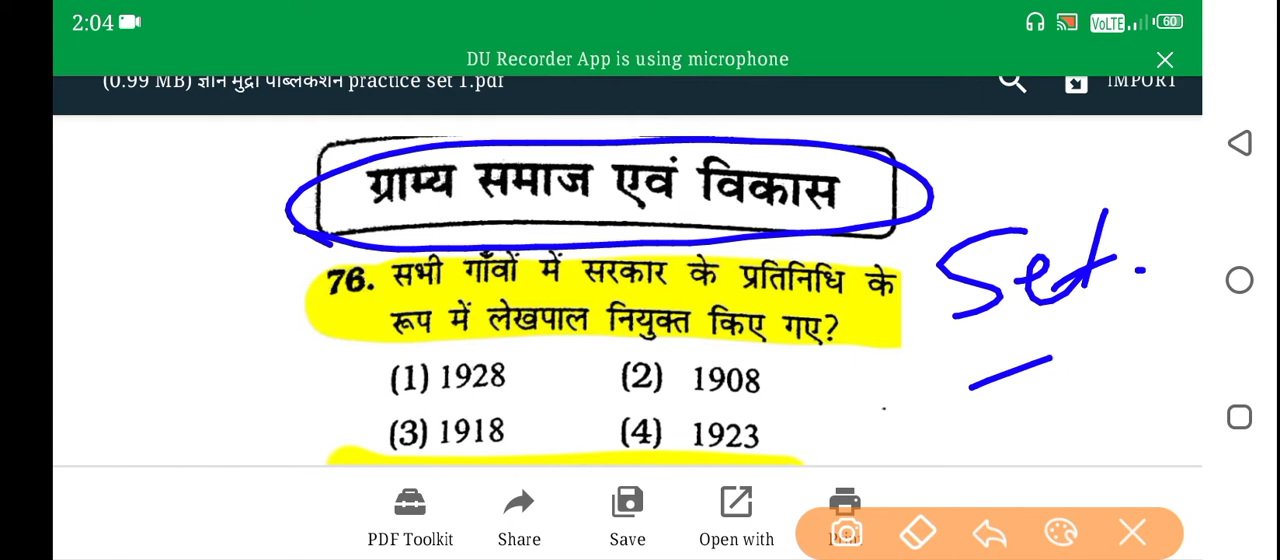 2:04 VoLTE 60
DU Recorder App is using microphone
(0.99 MB) ज्ञान मुद्रा पब्लिकेशन practice set 1.pdf IMPORT
ग्राम्य समाज एवं विकास
Set.
76. सभी गाँवों में सरकार के प्रतिनिधि के
रूप में लेखपाल नियुक्त किए गए?
(1) 1928 (2) 1908
(3) 1918 (4) 1923
PDF Toolkit Share Save Open with Print